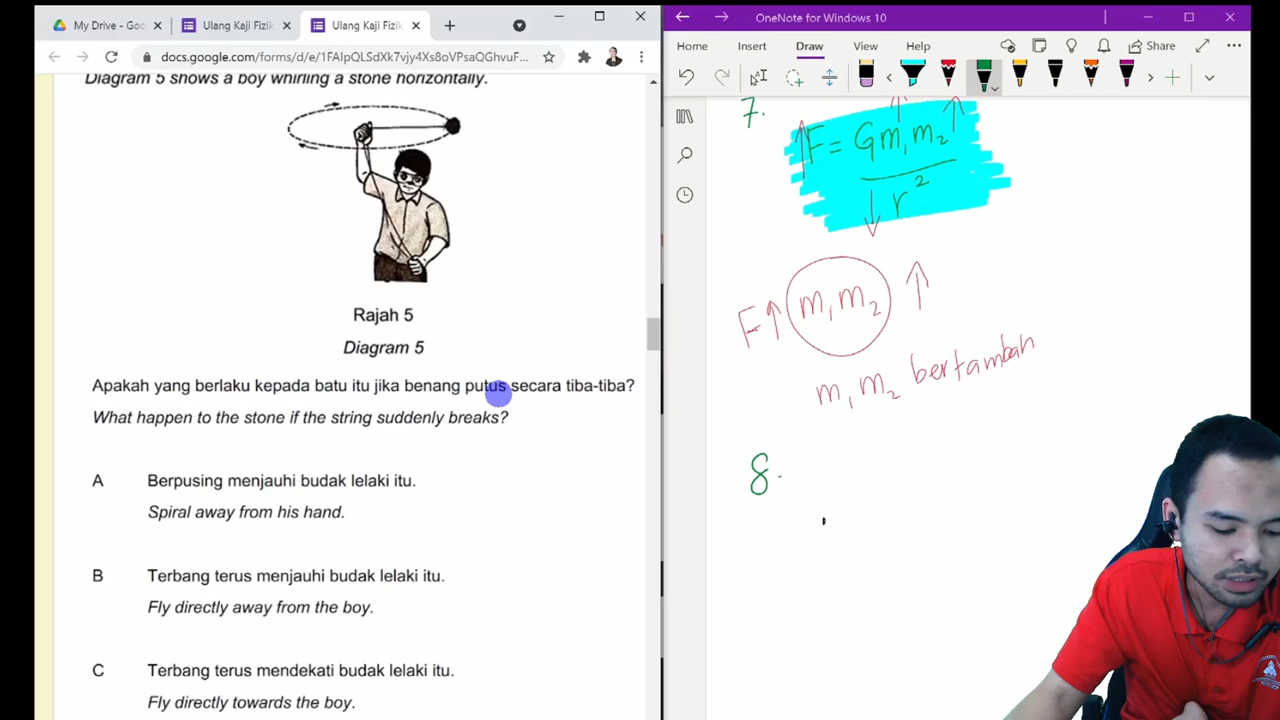 My Drive - Goo
Ulang Kaji Fizik
Ulang Kaji Fizik
docs.google.com/forms/d/e/1FAIpQLSdXk7vjy4Xs8oVPsaQGhvuF...
Diagram 5 shows a boy whirling a stone horizontally.
Rajah 5
Diagram 5
Apakah yang berlaku kepada batu itu jika benang putus secara tiba-tiba?
What happen to the stone if the string suddenly breaks?
A Berpusing menjauhi budak lelaki itu.
Spiral away from his hand.
B Terbang terus menjauhi budak lelaki itu.
Fly directly away from the boy.
C Terbang terus mendekati budak lelaki itu.
Fly directly towards the boy.
OneNote for Windows 10
Home Insert Draw View Help Share
7.
F = Gm₁m₂
r²
F↑ m₁m₂ ↑
m₁m₂ bertambah
8.